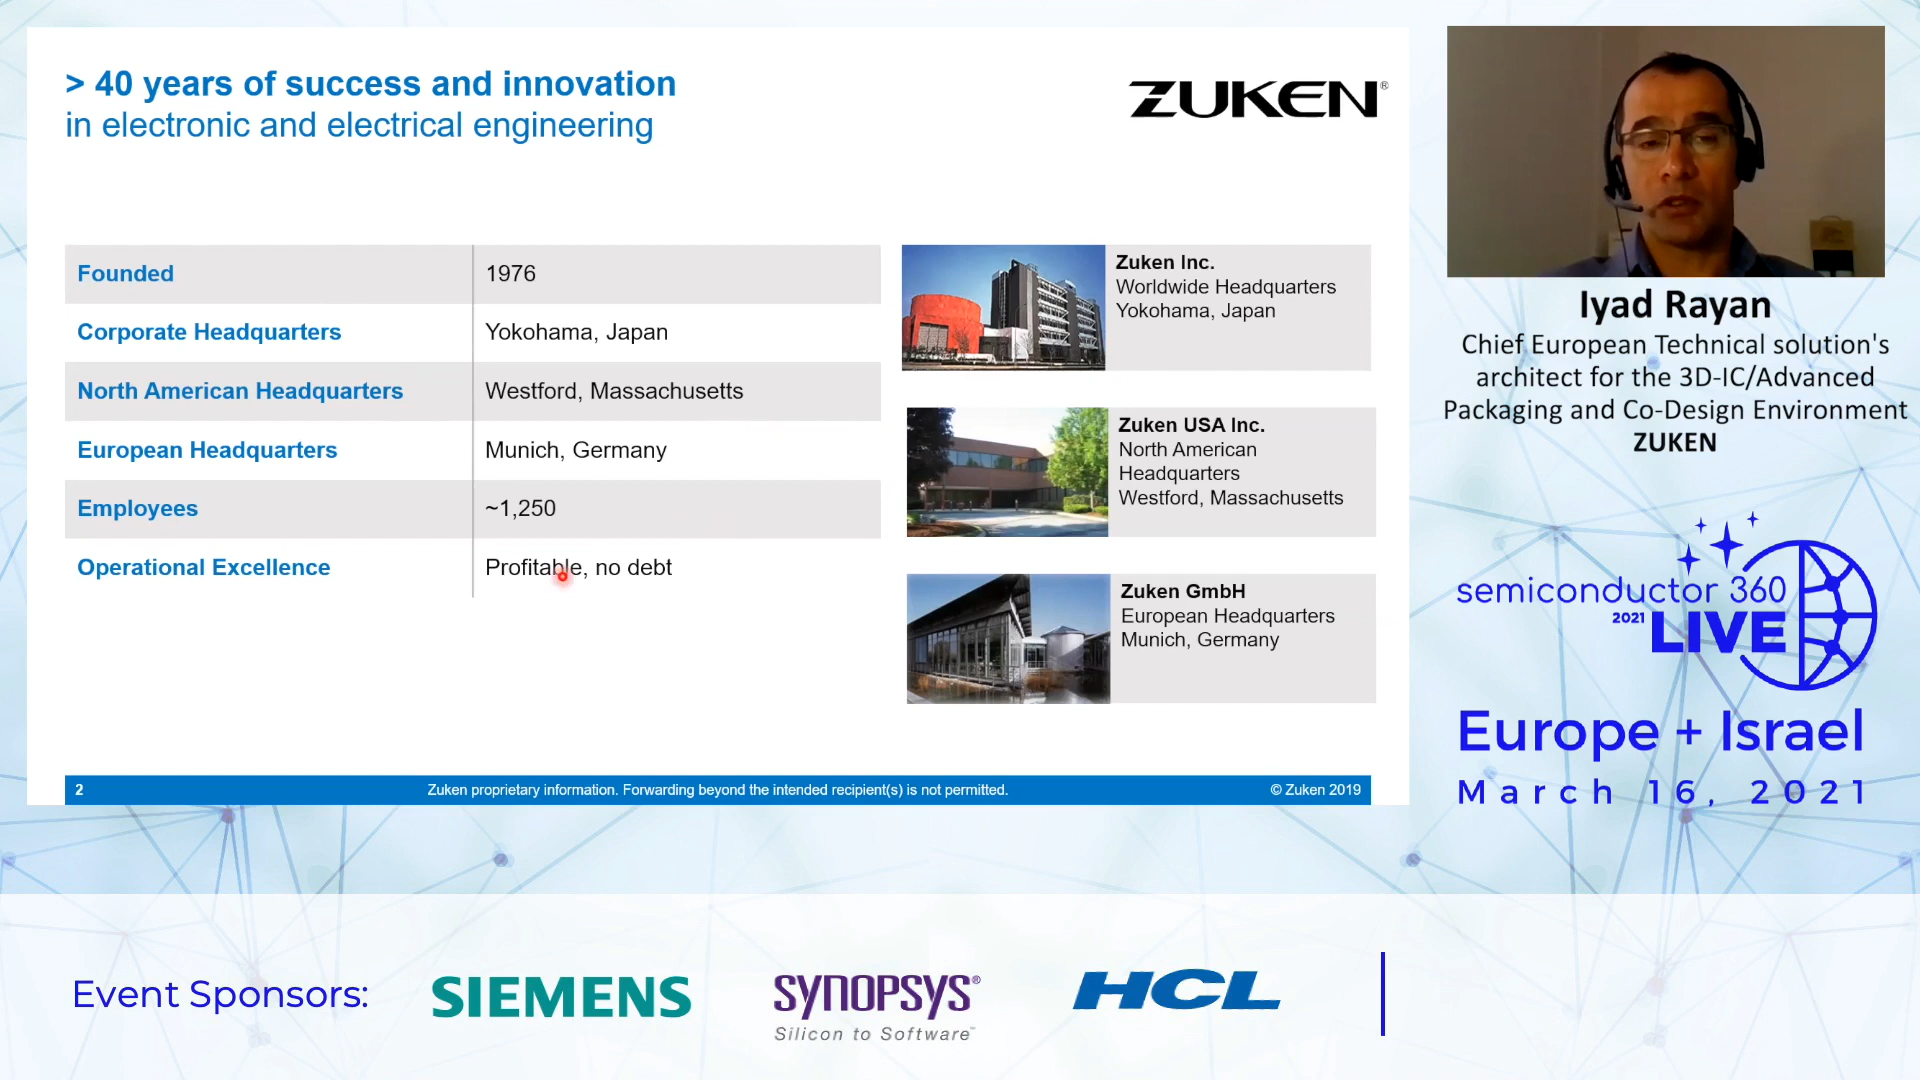 > 40 years of success and innovation
in electronic and electrical engineering
ZUKEN®
Founded 1976
Corporate Headquarters Yokohama, Japan
North American Headquarters Westford, Massachusetts
European Headquarters Munich, Germany
Employees ~1,250
Operational Excellence Profitable, no debt
Zuken Inc.
Worldwide Headquarters
Yokohama, Japan
Zuken USA Inc.
North American
Headquarters
Westford, Massachusetts
Zuken GmbH
European Headquarters
Munich, Germany
2 Zuken proprietary information. Forwarding beyond the intended recipient(s) is not permitted. © Zuken 2019
Iyad Rayan
Chief European Technical solution's
architect for the 3D-IC/Advanced
Packaging and Co-Design Environment
ZUKEN
semiconductor 360
2021 LIVE
Europe + Israel
March 16, 2021
Event Sponsors:
SIEMENS
SYNOPSYS®
Silicon to Software™
HCL